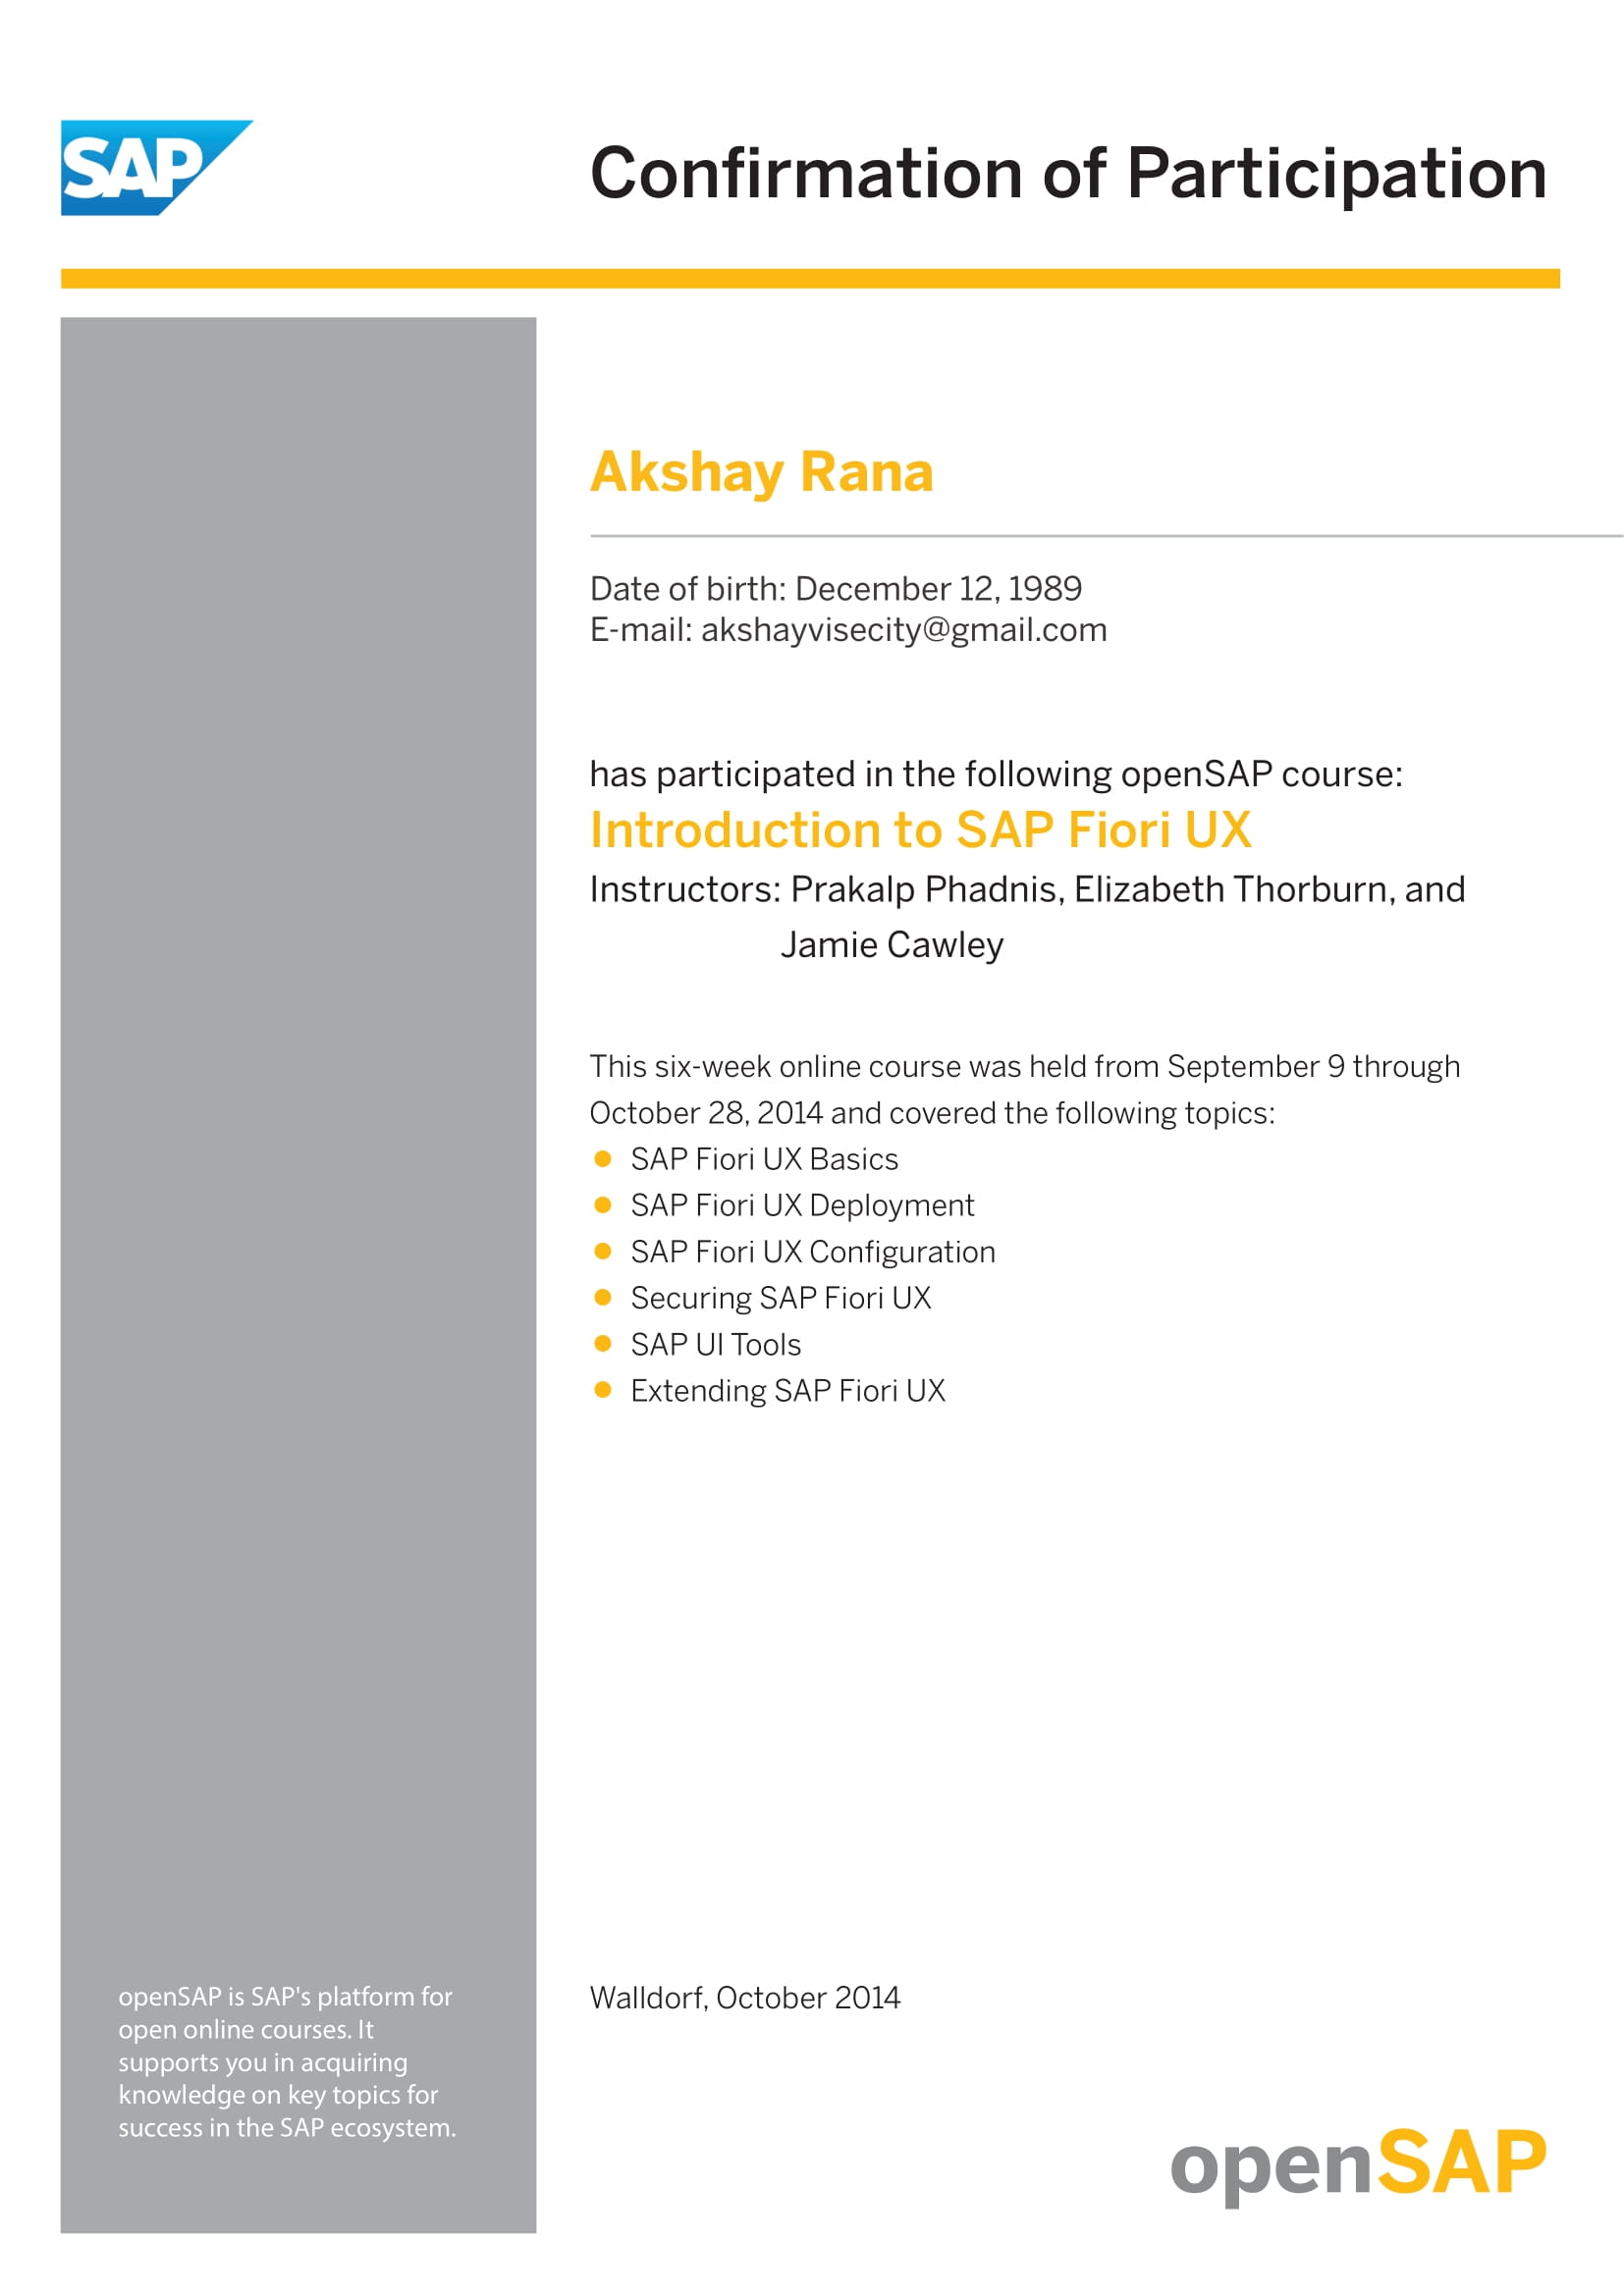 SAP
Confirmation of Participation
Akshay Rana
Date of birth: December 12, 1989
E-mail: akshayvisecity@gmail.com
has participated in the following openSAP course:
Introduction to SAP Fiori UX
Instructors: Prakalp Phadnis, Elizabeth Thorburn, and
Jamie Cawley
This six-week online course was held from September 9 through
October 28, 2014 and covered the following topics:
SAP Fiori UX Basics
SAP Fiori UX Deployment
SAP Fiori UX Configuration
Securing SAP Fiori UX
SAP UI Tools
Extending SAP Fiori UX
openSAP is SAP's platform for
open online courses. It
supports you in acquiring
knowledge on key topics for
success in the SAP ecosystem.
Walldorf, October 2014
openSAP